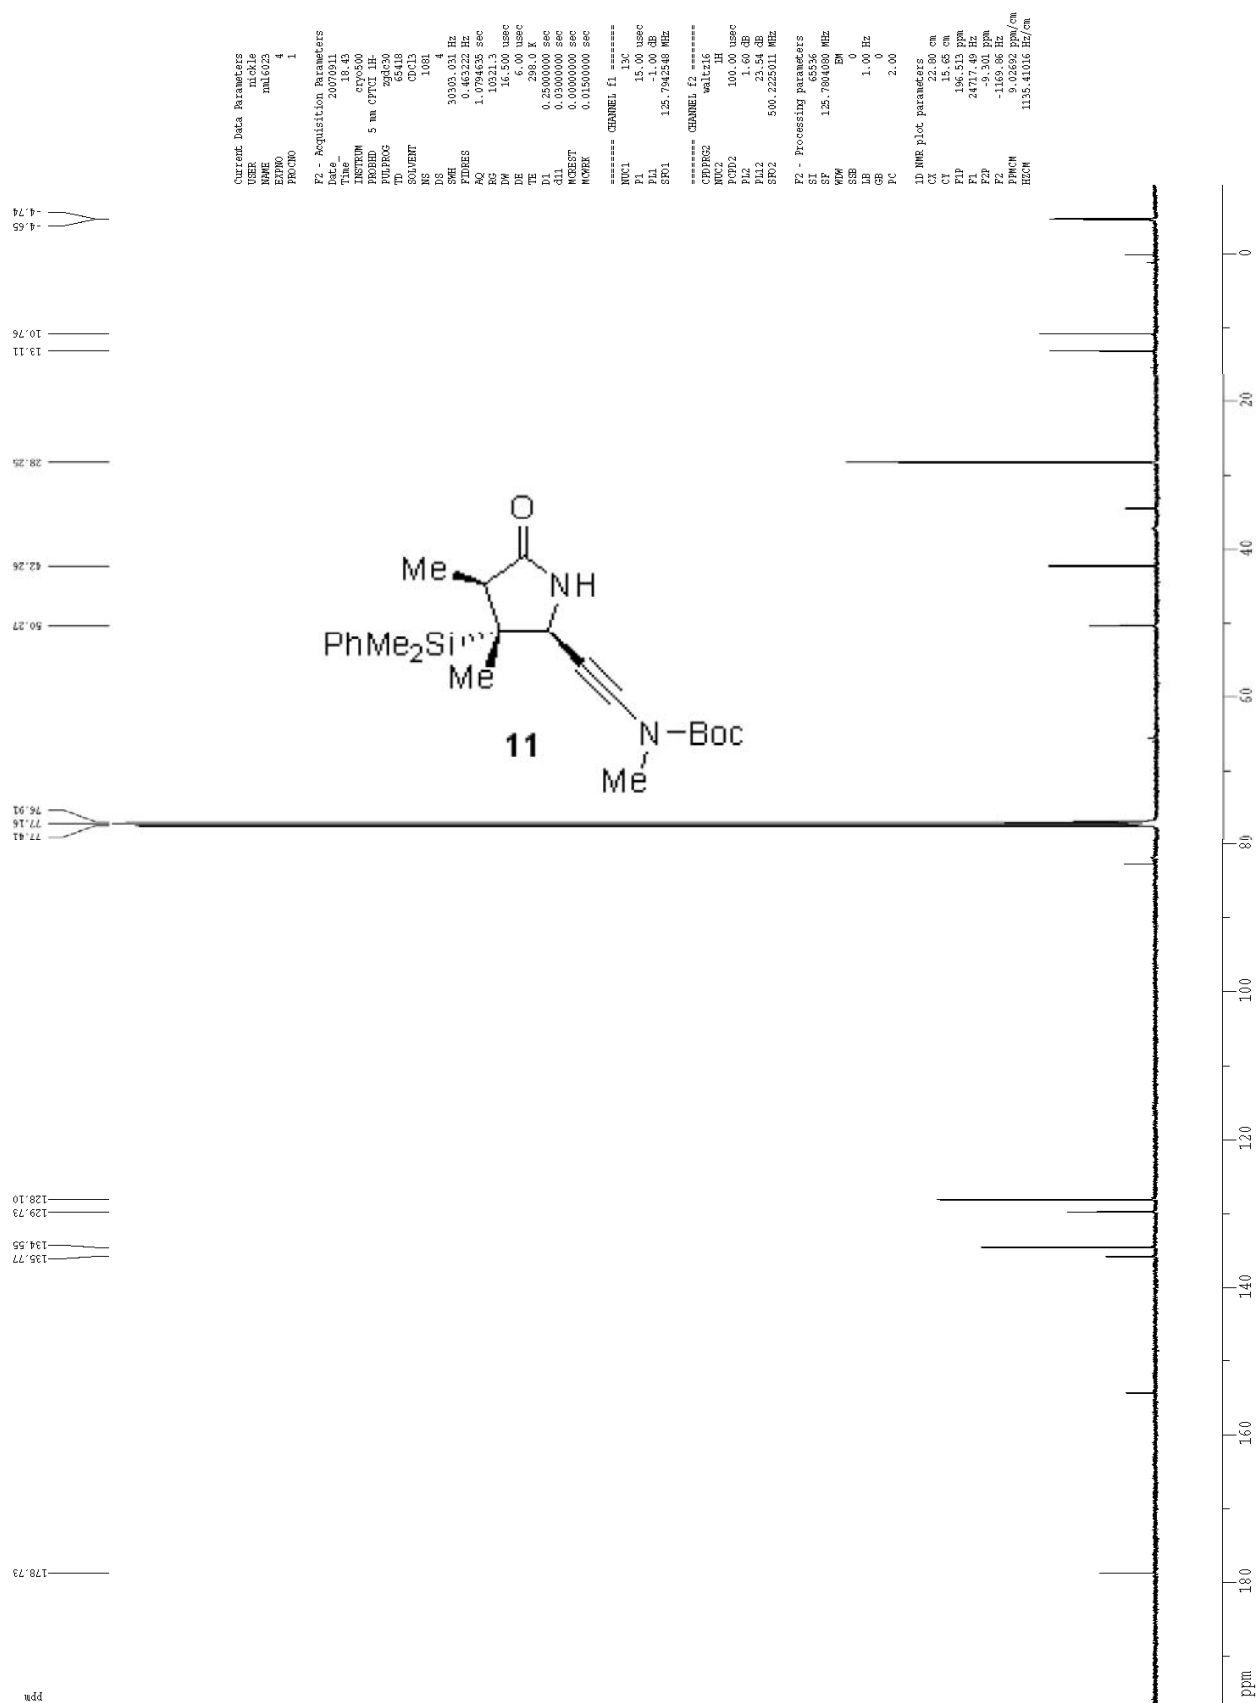 Current Data Parameters
USER nickle
NAME nml6023
EXPNO 4
PROCNO 1
F2 - Acquisition Parameters
Date_ 20070911
Time_ 18.43
INSTRUM cryo500
PROBHD 5 mm CPTCI 1H-
PULPROG zgdc30
TD 65418
SOLVENT CDCl3
NS 1081
DS 4
SWH 30303.031 Hz
FIDRES 0.463222 Hz
AQ 1.0794635 sec
RG 10321.3
DW 16.500 usec
DE 6.00 usec
TE 298.0 K
D1 0.25000000 sec
d11 0.03000000 sec
MCREST 0.00000000 sec
MCWRK 0.01500000 sec
======== CHANNEL f1 ========
NUC1 13C
P1 15.00 usec
PL1 -1.00 dB
SFO1 125.7942548 MHz
======== CHANNEL f2 ========
CPDPRG2 waltz16
NUC2 1H
PCPD2 100.00 usec
PL2 1.60 dB
PL12 23.54 dB
SFO2 500.2225011 MHz
F2 - Processing parameters
SI 65536
SF 125.7804080 MHz
WDW EM
SSB 0
LB 1.00 Hz
GB 0
PC 2.00
1D NMR plot parameters
CX 22.80 cm
CY 15.65 cm
F1P 196.513 ppm
F1 24717.49 Hz
F2P -9.301 ppm
F2 -1169.86 Hz
PPMCM 9.02692 ppm/cm
HZCM 1135.41016 Hz/cm
-4.74
-4.65
10.76
13.11
28.25
42.26
50.27
76.91
77.16
77.41
128.10
129.73
134.55
135.77
178.73
ppm
O
Me
NH
PhMe2Si
Me
N-Boc
11
Me
0
20
40
60
80
100
120
140
160
180
ppm